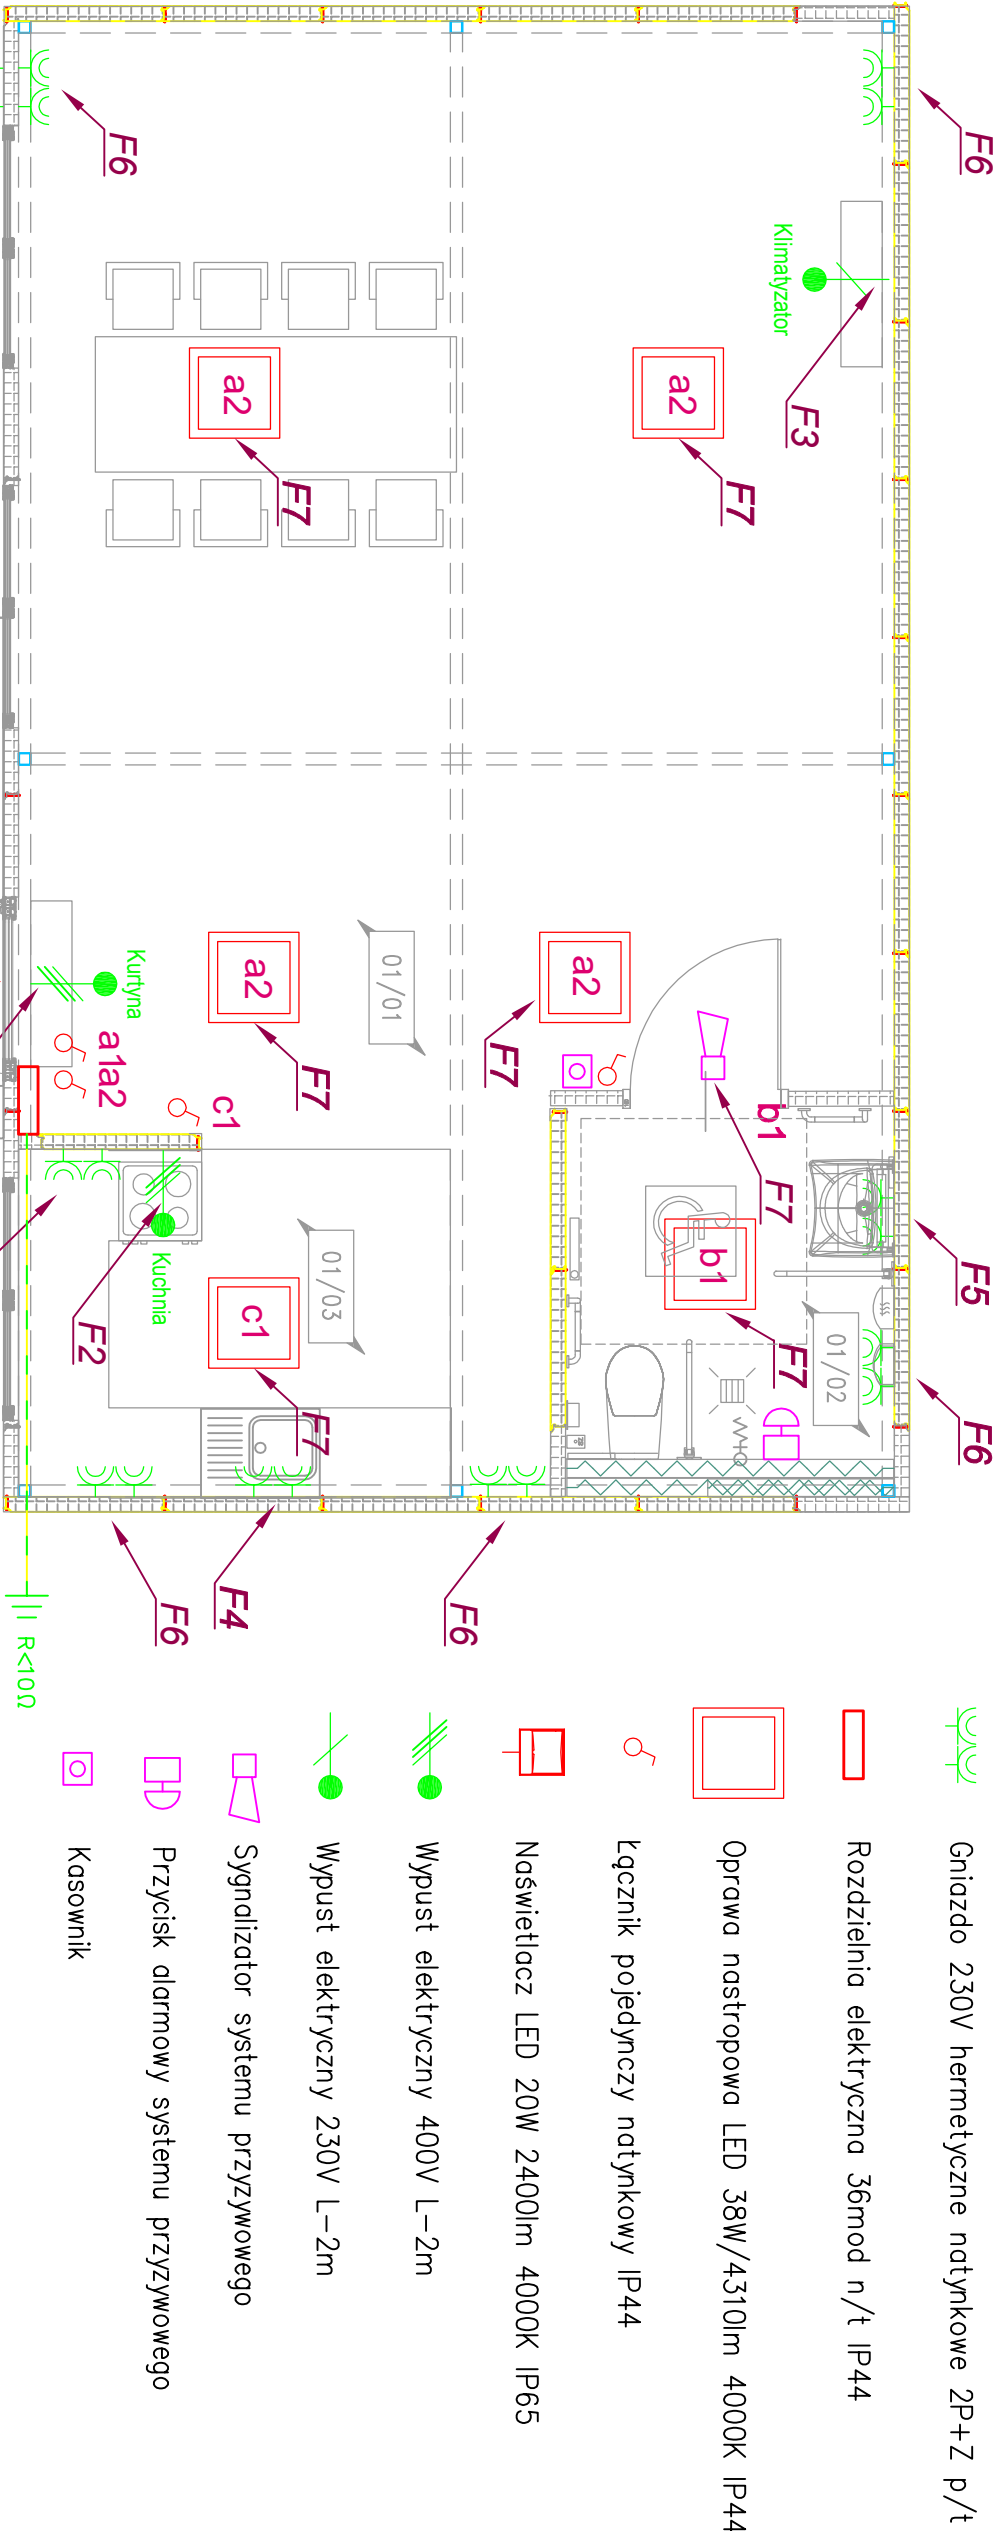 F6
F6
Klimatyzator
F3
a2
F7
a2
F7
Kurtyna
a1a2
c1
a2
F7
01/01
a2
F7
b1
F7
b1
F7
01/02
F5
F6
Kuchnia
F2
01/03
c1
F7
F6
F4
F6
R<10Ω
Gniazdo 230V hermetyczne natynkowe 2P+Z p/t
Rozdzielnia elektryczna 36mod n/t IP44
Oprawa nastropowa LED 38W/4310lm 4000K IP44
Łącznik pojedynczy natynkowy IP44
Naświetlacz LED 20W 2400lm 4000K IP65
Wypust elektryczny 400V L-2m
Wypust elektryczny 230V L-2m
Sygnalizator systemu przyzywowego
Przycisk alarmowy systemu przyzywowego
Kasownik